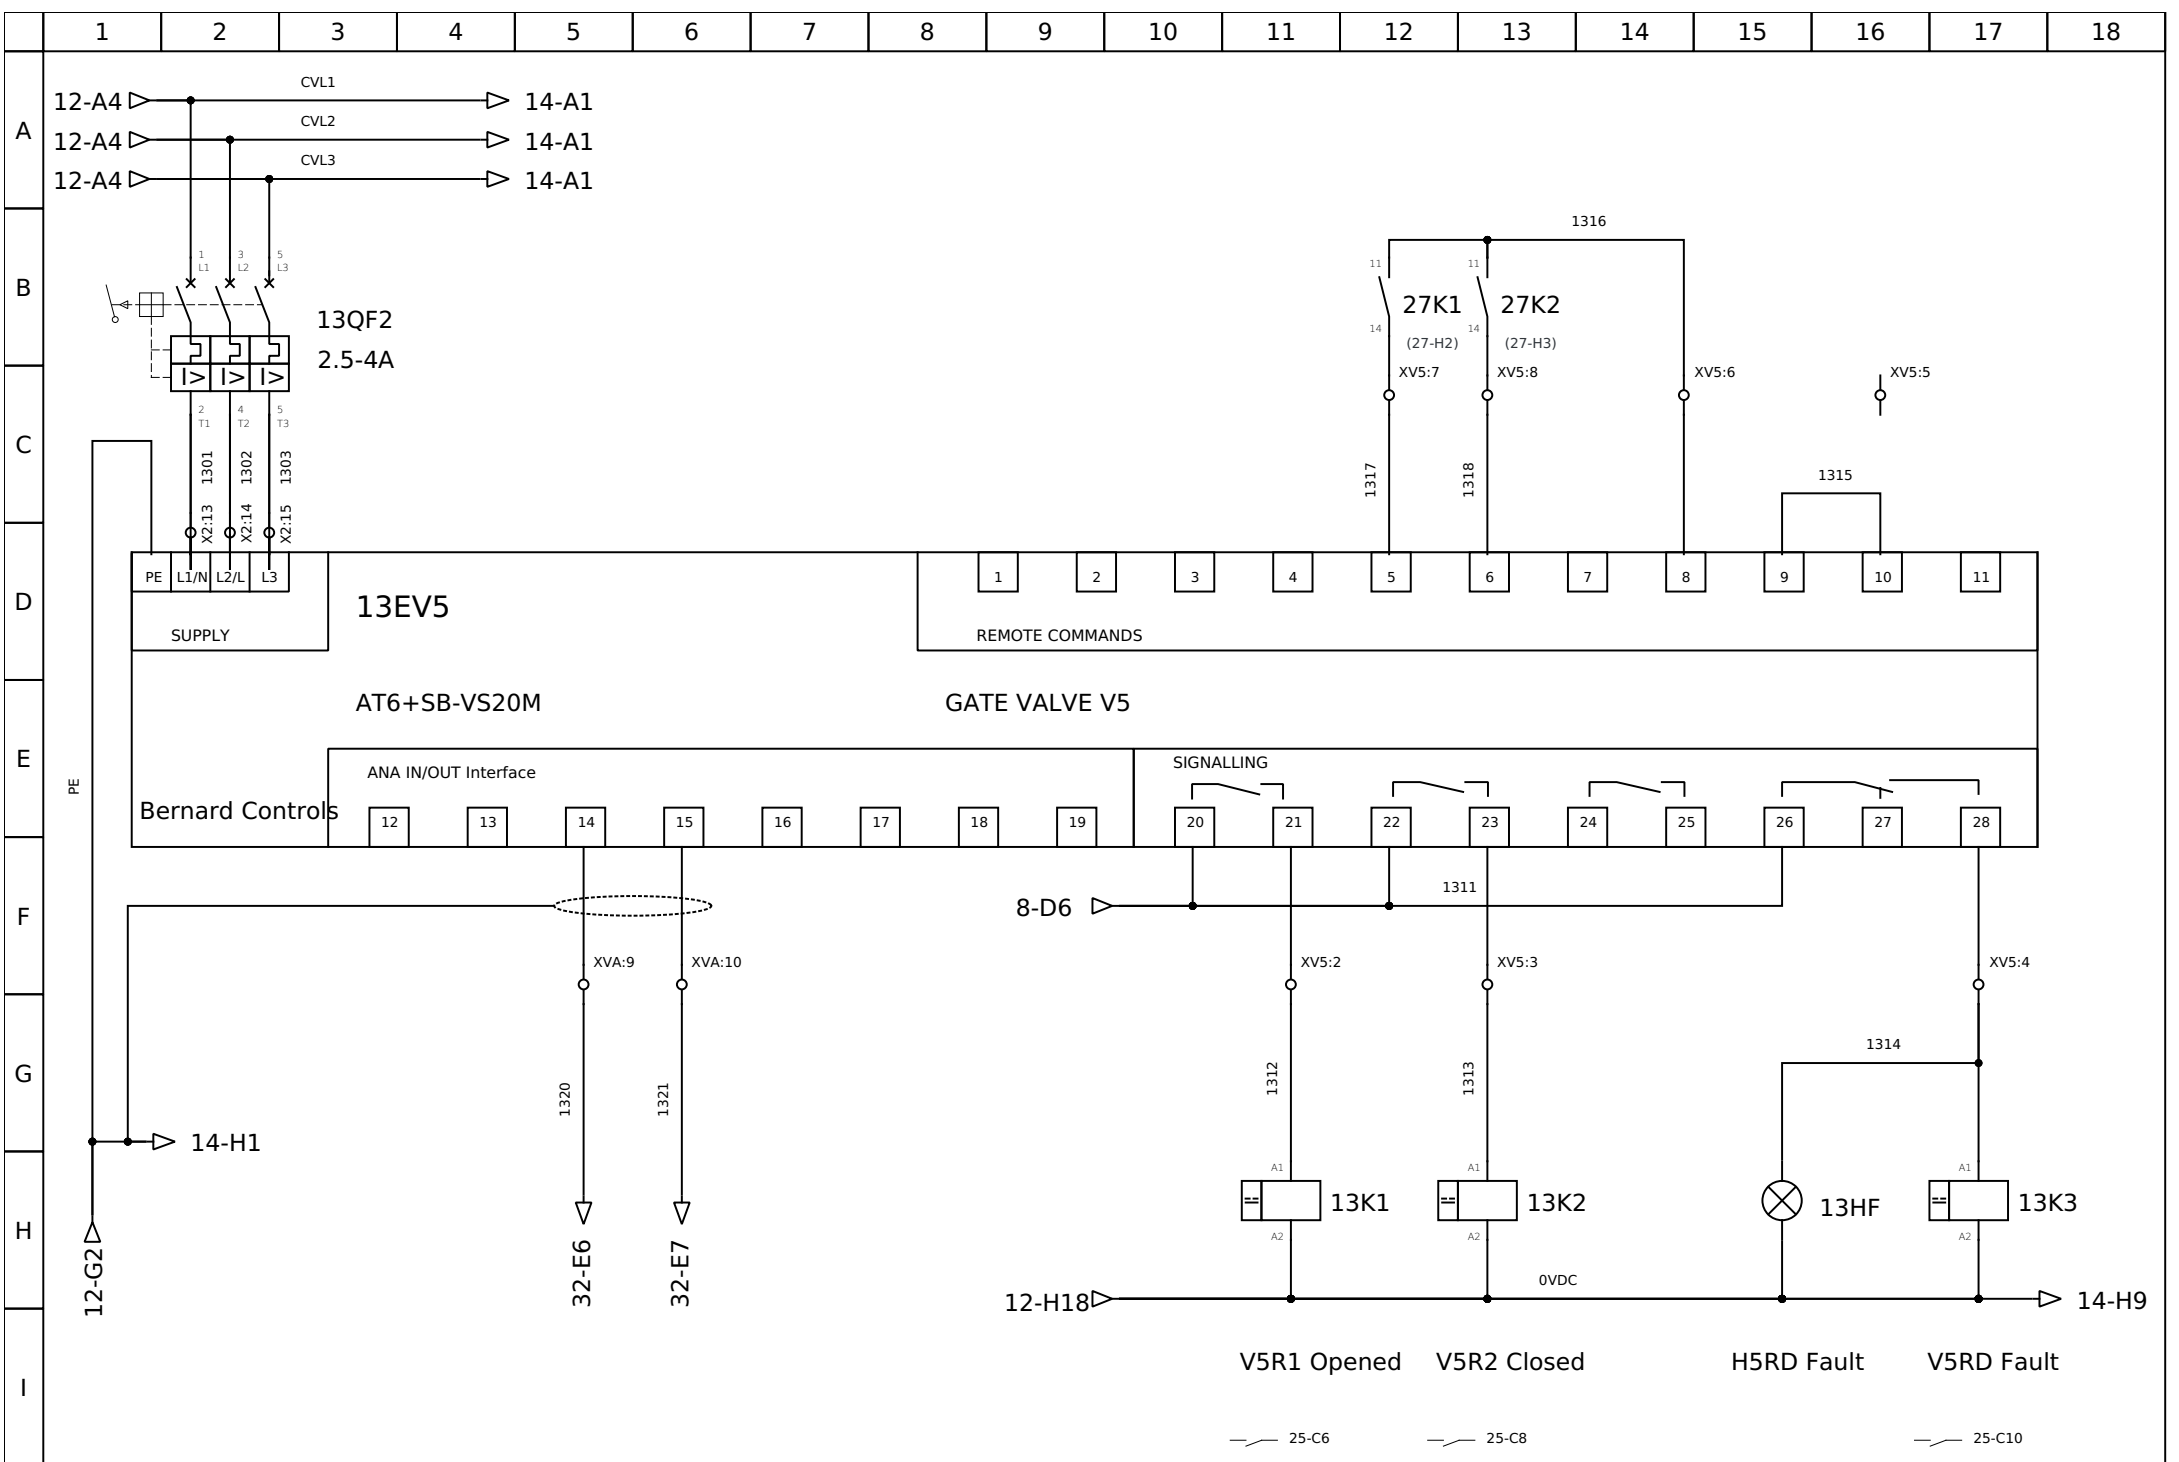 1 2 3 4 5 6 7 8 9 10 11 12 13 14 15 16 17 18
A
CVL1
12-A4 14-A1
CVL2
12-A4 14-A1
CVL3
12-A4 14-A1
1316
B
1 3 5
L1 L2 L3
11 11
27K1 27K2
13QF2
14 14
(27-H2) (27-H3)
2.5-4A
I> I> I>
XV5:7 XV5:8 XV5:6 XV5:5
C
2 4 5
T1 T2 T3
1301 1302 1303
1317 1318 1315
X2:13 X2:14 X2:15
D
PE L1/N L2/L L3
1 2 3 4 5 6 7 8 9 10 11
13EV5
SUPPLY REMOTE COMMANDS
AT6+SB-VS20M GATE VALVE V5
E
PE
ANA IN/OUT Interface SIGNALLING
Bernard Controls
12 13 14 15 16 17 18 19 20 21 22 23 24 25 26 27 28
F
1311
8-D6
XVA:9 XVA:10 XV5:2 XV5:3 XV5:4
G
1314
1320 1321 1312 1313
14-H1
H
A1 A1 A1
13K1 13K2 13HF 13K3
A2 A2 A2
12-G2 32-E6 32-E7
0VDC
12-H18 14-H9
I
V5R1 Opened V5R2 Closed H5RD Fault V5RD Fault
25-C6 25-C8 25-C10